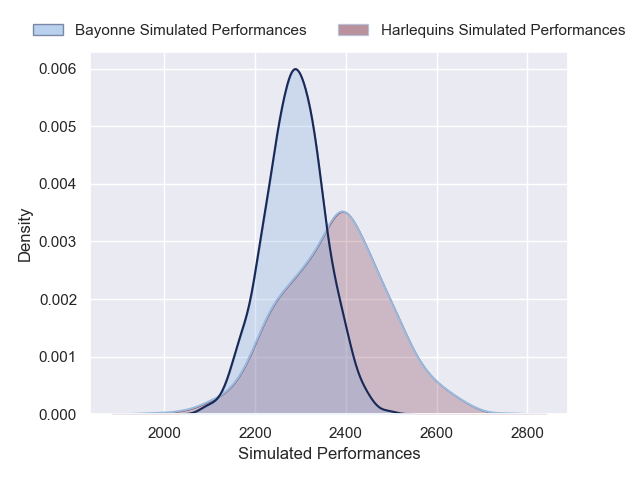 Bayonne Simulated Performances Harlequins Simulated Performances
0.006
0.005
0.004
0.003
0.002
0.001
0.000
Density
2000 2200 2400 2600 2800
Simulated Performances